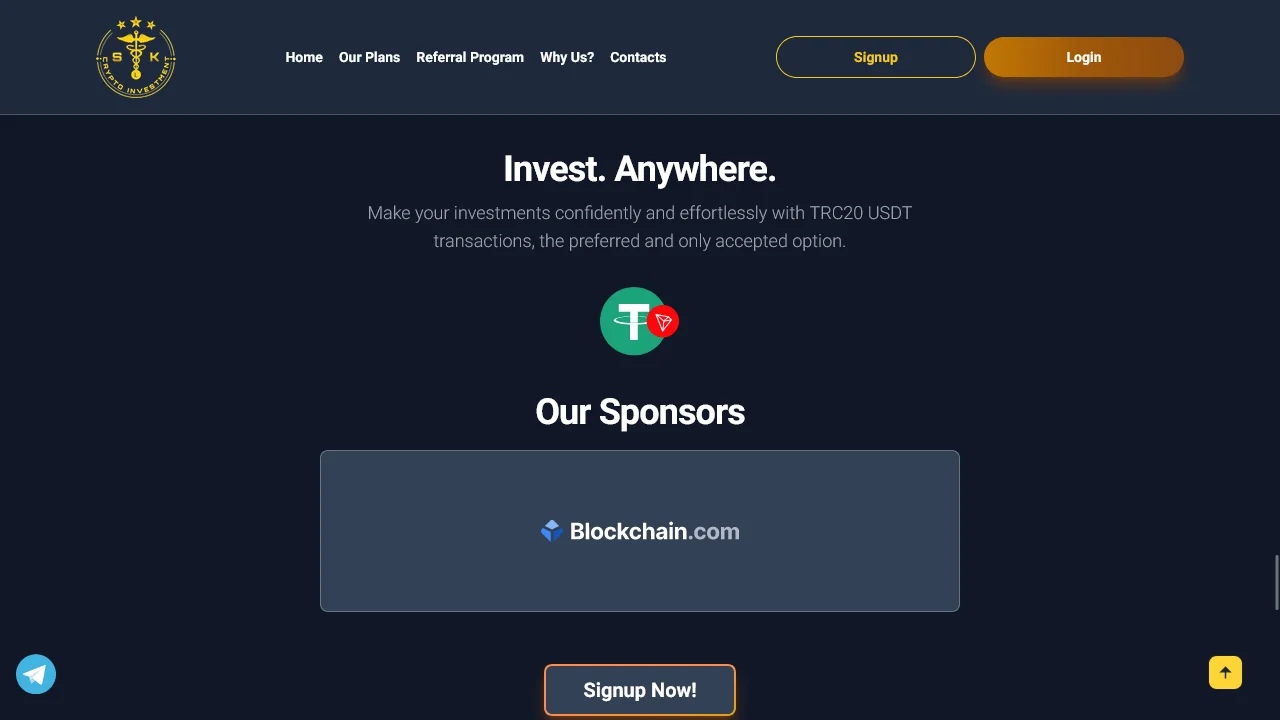 S K
CRYPTO INVESTMENT
Home Our Plans Referral Program Why Us? Contacts Signup Login
Invest. Anywhere.
Make your investments confidently and effortlessly with TRC20 USDT
transactions, the preferred and only accepted option.
Our Sponsors
Blockchain.com
Signup Now!